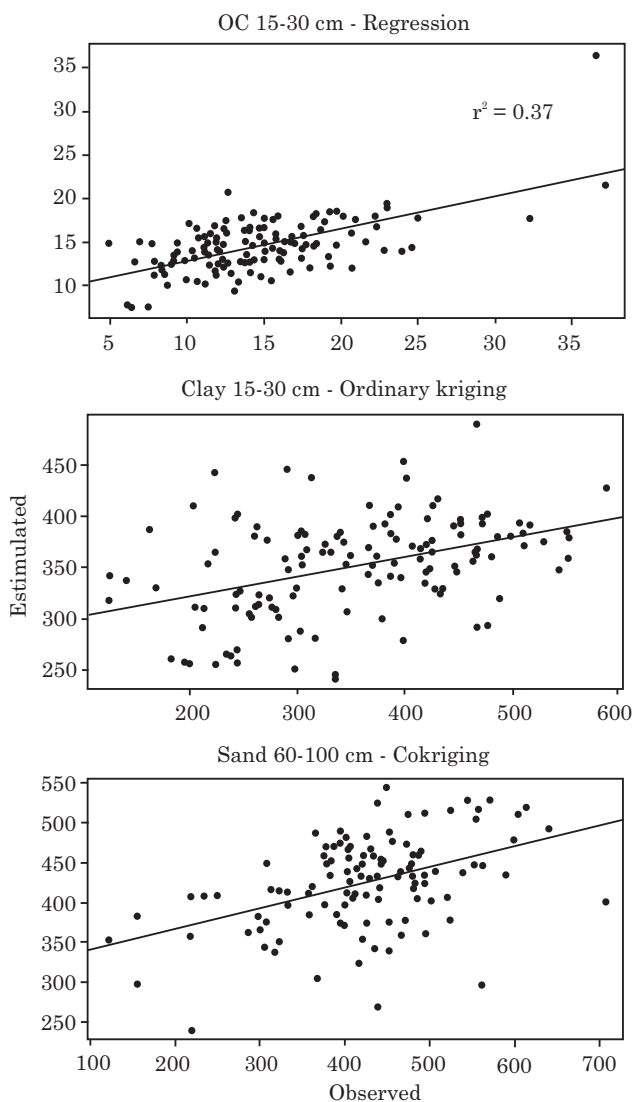 OC 15-30 cm - Regression
35
30
25
20
15
10
r² = 0.37
5 10 15 20 25 30 35
Clay 15-30 cm - Ordinary kriging
450
400
350
300
250
200 300 400 500 600
Estimulated
Sand 60-100 cm - Cokriging
550
500
450
400
350
300
250
100 200 300 400 500 600 700
Observed